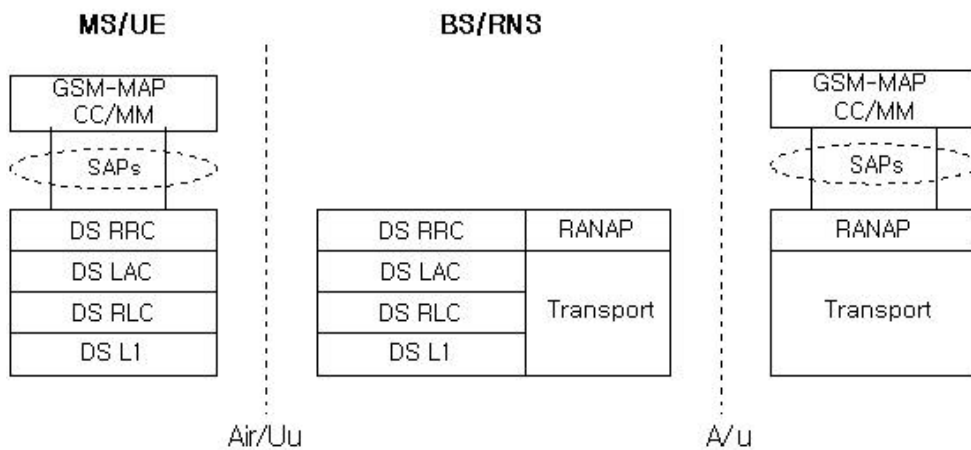 MS/UE
BS/RNS
GSM-MAP
CC/MM
SAPs
DS RRC
DS LAC
DS RLC
DS L1
DS RRC
DS LAC
DS RLC
DS L1
RANAP
Transport
GSM-MAP
CC/MM
SAPs
RANAP
Transport
Air/Uu
A/u